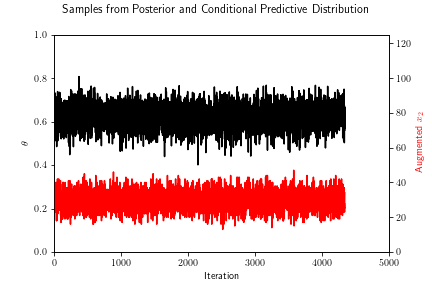 Samples from Posterior and Conditional Predictive Distribution
1.0
0.8
0.6
0.4
0.2
0.0
θ
120
100
80
60
40
20
0
Augmented x₂
0 1000 2000 3000 4000 5000
Iteration